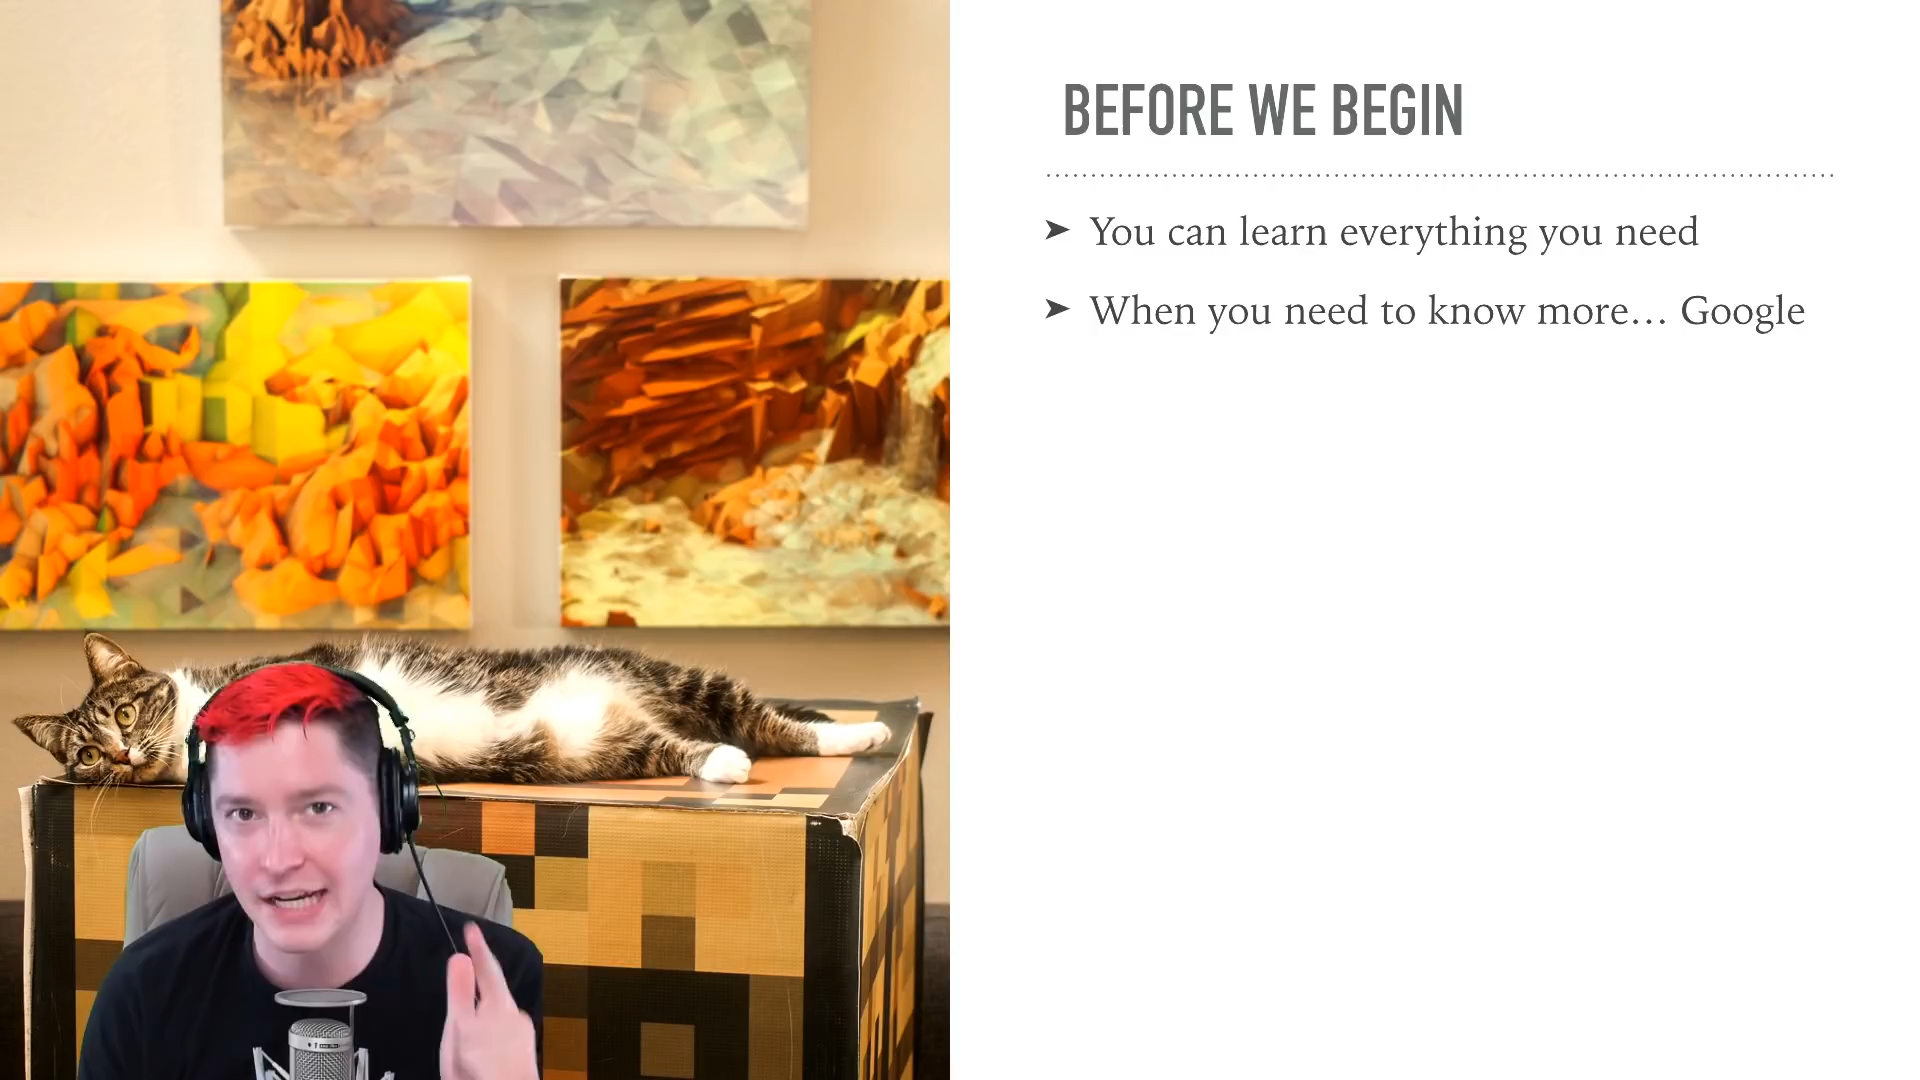 BEFORE WE BEGIN
➤ You can learn everything you need
➤ When you need to know more… Google